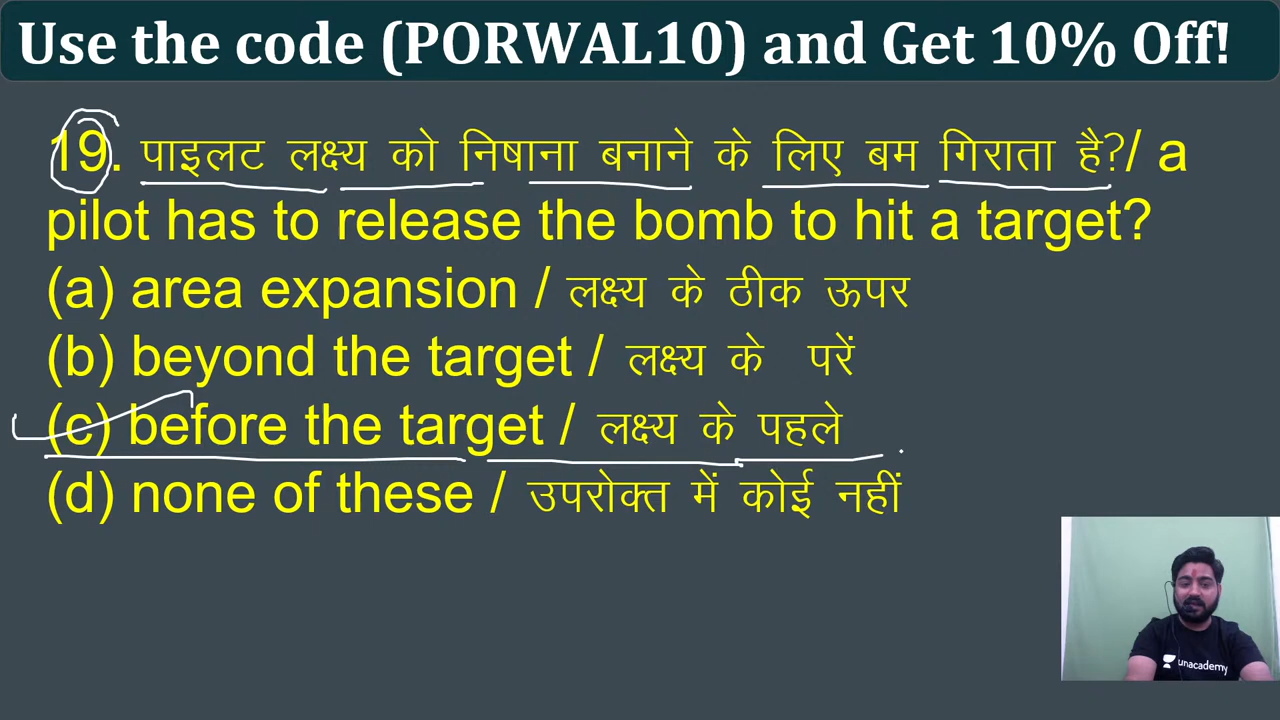 Use the code (PORWAL10) and Get 10% Off!
19. पाइलट लक्ष्य को निषाना बनाने के लिए बम गिराता है?/ a
pilot has to release the bomb to hit a target?
(a) area expansion / लक्ष्य के ठीक ऊपर
(b) beyond the target / लक्ष्य के परें
(c) before the target / लक्ष्य के पहले
(d) none of these / उपरोक्त में कोई नहीं
unacademy